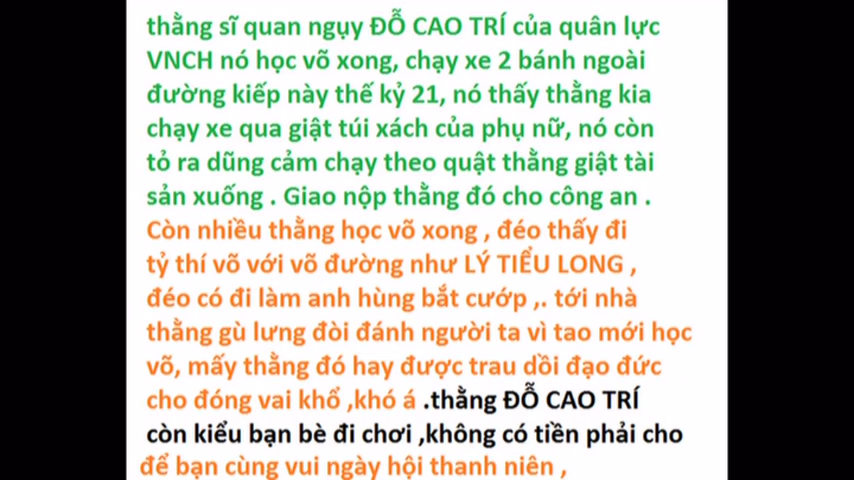 thằng sĩ quan ngụy ĐỖ CAO TRÍ của quân lực
VNCH nó học võ xong, chạy xe 2 bánh ngoài
đường kiếp này thế kỷ 21, nó thấy thằng kia
chạy xe qua giật túi xách của phụ nữ, nó còn
tỏ ra dũng cảm chạy theo quật thằng giật tài
sản xuống . Giao nộp thằng đó cho công an .
Còn nhiều thằng học võ xong , đéo thấy đi
tỷ thí võ với võ đường như LÝ TIỂU LONG ,
đéo có đi làm anh hùng bắt cướp ,. tới nhà
thằng gù lưng đòi đánh người ta vì tao mới học
võ, mấy thằng đó hay được trau dồi đạo đức
cho đóng vai khổ ,khó á .thằng ĐỖ CAO TRÍ
còn kiểu bạn bè đi chơi ,không có tiền phải cho
để bạn cùng vui ngày hội thanh niên ,